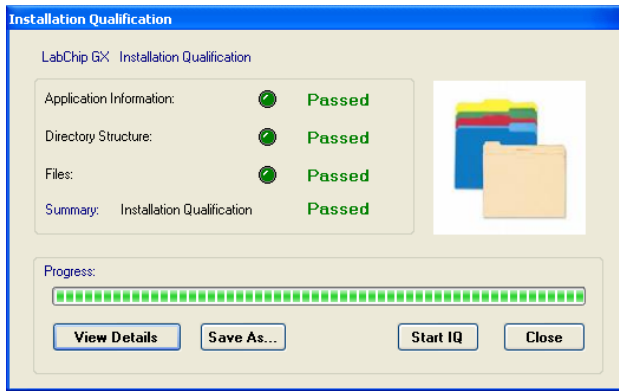 Installation Qualification
LabChip GX Installation Qualification
Application Information: Passed
Directory Structure: Passed
Files: Passed
Summary: Installation Qualification Passed
Progress:
View Details Save As... Start IQ Close